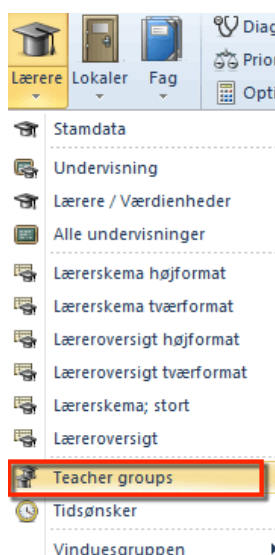 Diag
Prior
Opti
Lærere Lokaler Fag
Stamdata
Undervisning
Lærere / Værdienheder
Alle undervisninger
Lærerskema højformat
Lærerskema tværformat
Læreroversigt højformat
Læreroversigt tværformat
Lærerskema; stort
Læreroversigt
Teacher groups
Tidsønsker
Vinduesgruppen